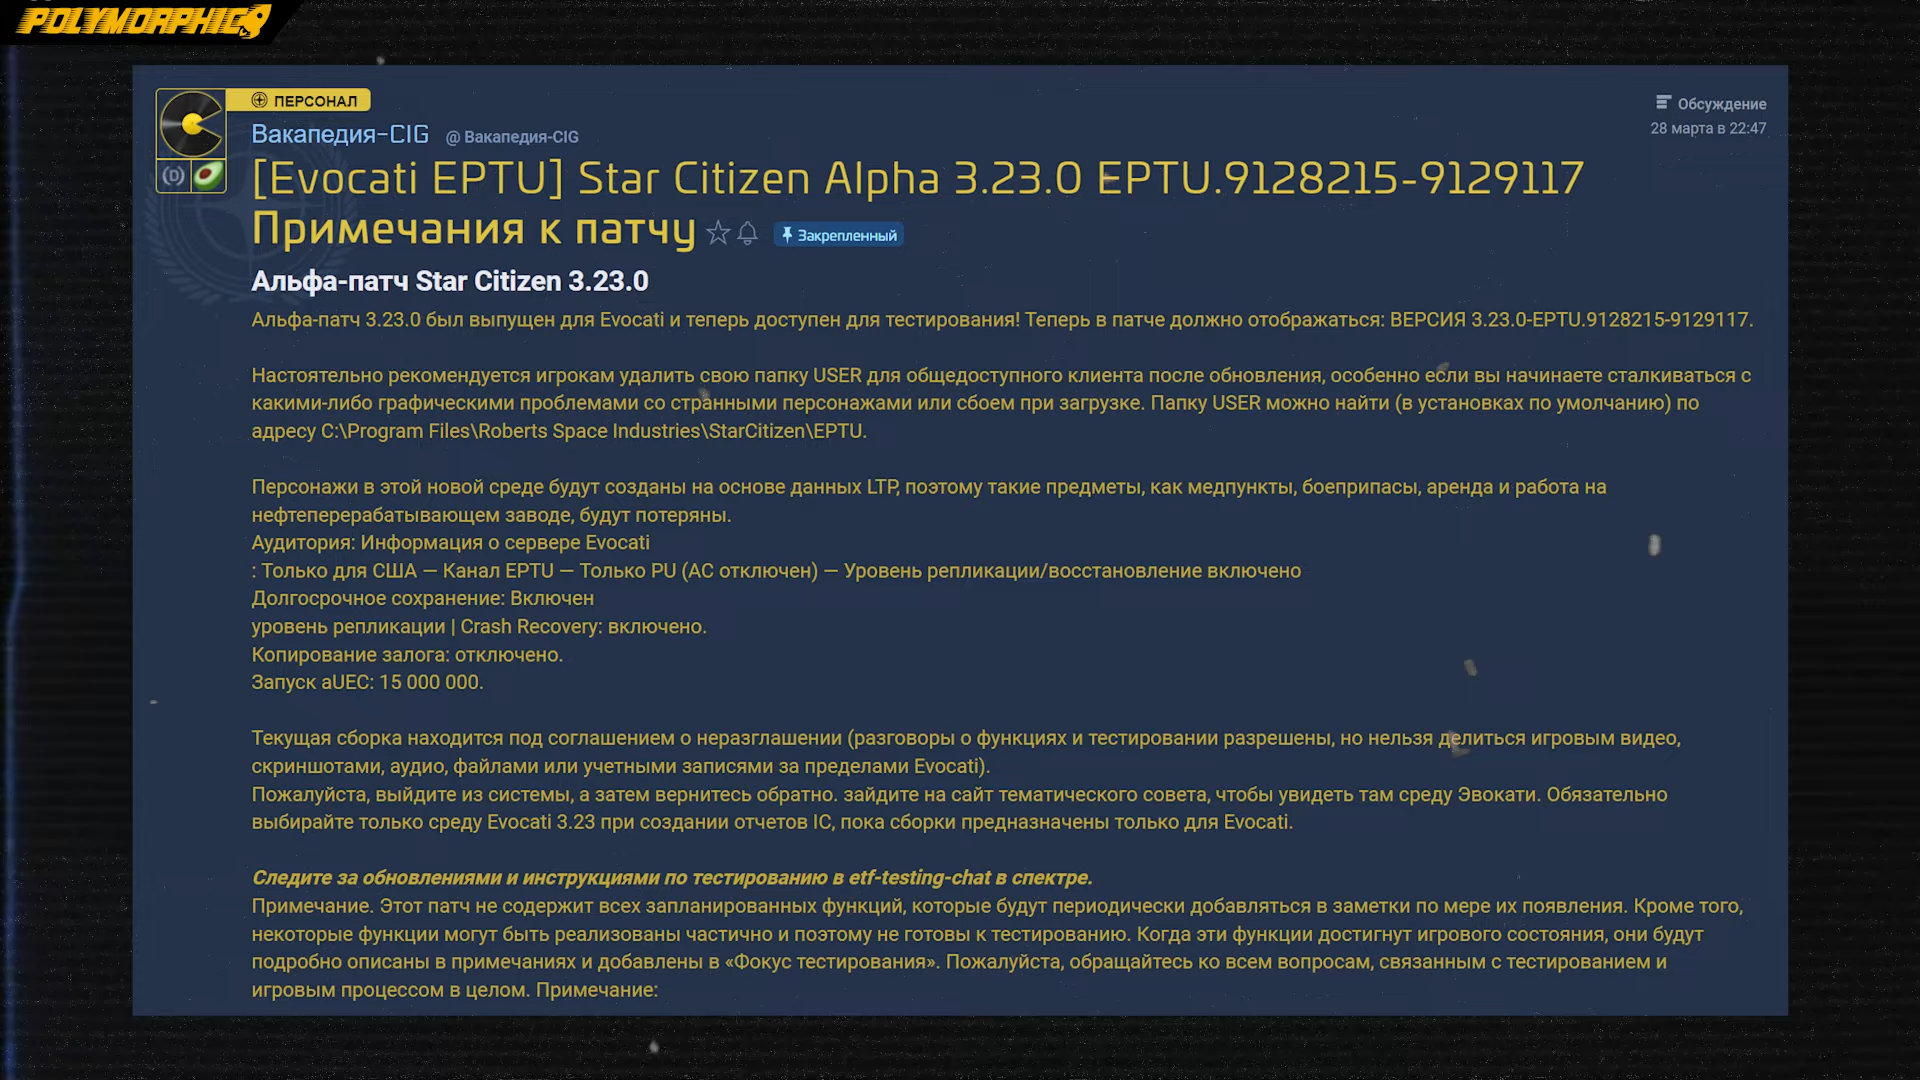 POLYMORPHIC
ПЕРСОНАЛ
Обсуждение
Вакапедия-CIG @ Вакапедия-CIG
28 марта в 22:47
[Evocati EPTU] Star Citizen Alpha 3.23.0 EPTU.9128215-9129117
Примечания к патчу Закрепленный
Альфа-патч Star Citizen 3.23.0
Альфа-патч 3.23.0 был выпущен для Evocati и теперь доступен для тестирования! Теперь в патче должно отображаться: ВЕРСИЯ 3.23.0-EPTU.9128215-9129117.
Настоятельно рекомендуется игрокам удалить свою папку USER для общедоступного клиента после обновления, особенно если вы начинаете сталкиваться с
какими-либо графическими проблемами со странными персонажами или сбоем при загрузке. Папку USER можно найти (в установках по умолчанию) по
адресу C:\Program Files\Roberts Space Industries\StarCitizen\EPTU.
Персонажи в этой новой среде будут созданы на основе данных LTP, поэтому такие предметы, как медпункты, боеприпасы, аренда и работа на
нефтеперерабатывающем заводе, будут потеряны.
Аудитория: Информация о сервере Evocati
: Только для США — Канал EPTU — Только PU (AC отключен) — Уровень репликации/восстановление включено
Долгосрочное сохранение: Включен
уровень репликации | Crash Recovery: включено.
Копирование залога: отключено.
Запуск aUEC: 15 000 000.
Текущая сборка находится под соглашением о неразглашении (разговоры о функциях и тестировании разрешены, но нельзя делиться игровым видео,
скриншотами, аудио, файлами или учетными записями за пределами Evocati).
Пожалуйста, выйдите из системы, а затем вернитесь обратно. зайдите на сайт тематического совета, чтобы увидеть там среду Эвокати. Обязательно
выбирайте только среду Evocati 3.23 при создании отчетов IC, пока сборки предназначены только для Evocati.
Следите за обновлениями и инструкциями по тестированию в etf-testing-chat в спектре.
Примечание. Этот патч не содержит всех запланированных функций, которые будут периодически добавляться в заметки по мере их появления. Кроме того,
некоторые функции могут быть реализованы частично и поэтому не готовы к тестированию. Когда эти функции достигнут игрового состояния, они будут
подробно описаны в примечаниях и добавлены в «Фокус тестирования». Пожалуйста, обращайтесь ко всем вопросам, связанным с тестированием и
игровым процессом в целом. Примечание: